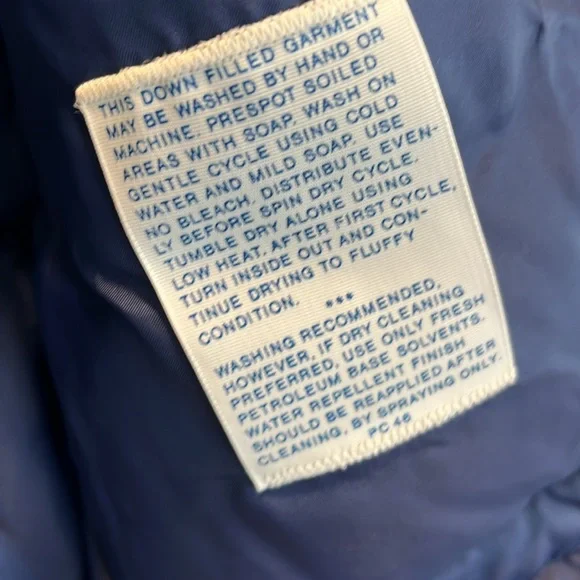 THIS DOWN FILLED GARMENT
MAY BE WASHED BY HAND OR
MACHINE. PRESPOT SOILED
AREAS WITH SOAP. WASH ON
GENTLE CYCLE USING COLD
WATER AND MILD SOAP. USE
NO BLEACH. DISTRIBUTE EVEN-
LY BEFORE SPIN DRY CYCLE.
TUMBLE DRY ALONE USING
LOW HEAT. AFTER FIRST CYCLE,
TURN INSIDE OUT AND CON-
TINUE DRYING TO FLUFFY
CONDITION.
***
WASHING RECOMMENDED,
HOWEVER, IF DRY CLEANING
PREFERRED, USE ONLY FRESH
PETROLEUM BASE SOLVENTS.
WATER REPELLENT FINISH
SHOULD BE REAPPLIED AFTER
CLEANING, BY SPRAYING ONLY.
PC 46